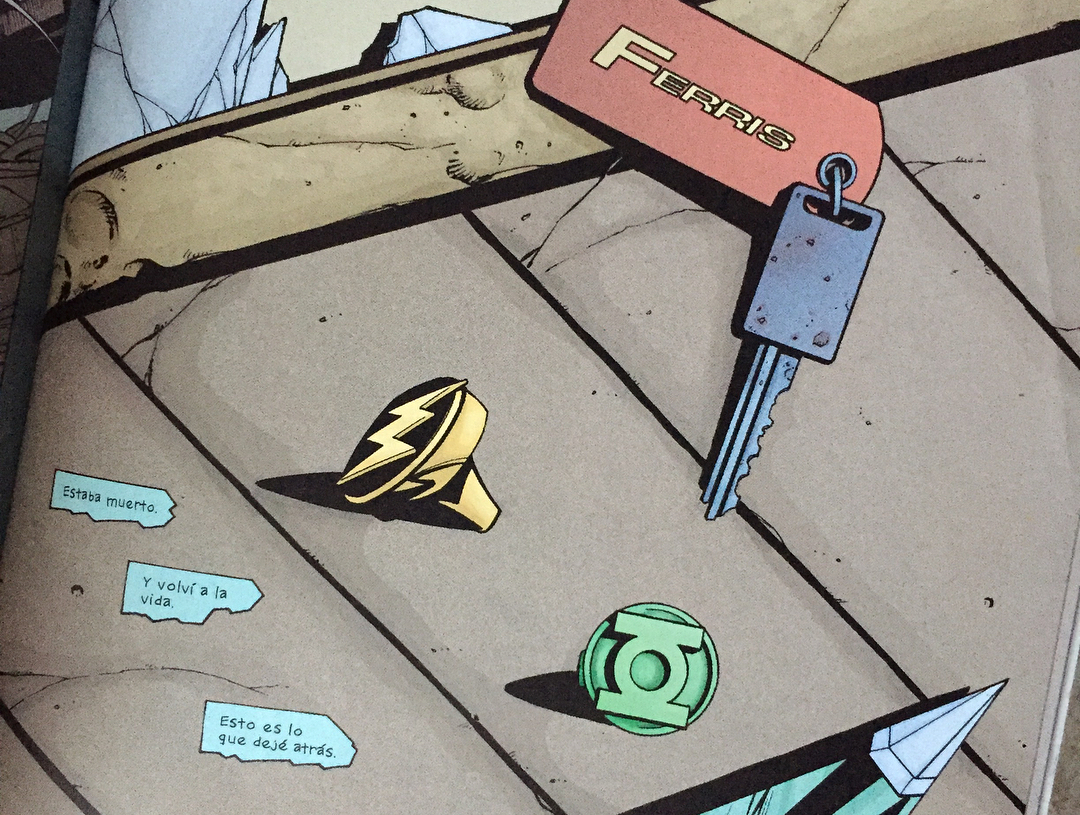 FERRIS
Estaba muerto.
Y volví a la
vida.
Esto es lo
que dejé atrás.